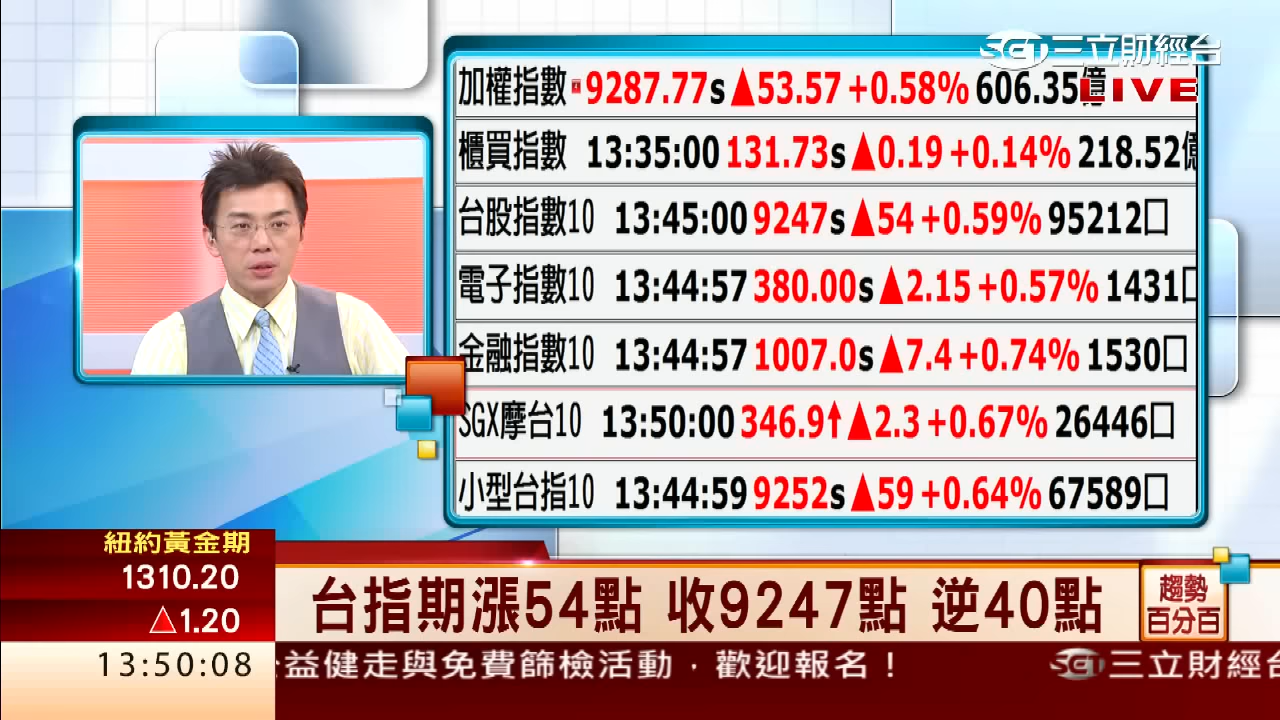 SET 三立財經台
LIVE
加權指數 9287.77s ▲53.57 +0.58% 606.35億
櫃買指數 13:35:00 131.73s ▲0.19 +0.14% 218.52億
台股指數10 13:45:00 9247s ▲54 +0.59% 95212口
電子指數10 13:44:57 380.00s ▲2.15 +0.57% 1431口
金融指數10 13:44:57 1007.0s ▲7.4 +0.74% 1530口
SGX摩台10 13:50:00 346.9↑ ▲2.3 +0.67% 26446口
小型台指10 13:44:59 9252s ▲59 +0.64% 67589口
紐約黃金期
1310.20
△1.20
13:50:08
台指期漲54點 收9247點 逆40點
趨勢
百分百
益健走與免費篩檢活動，歡迎報名！ SET 三立財經台